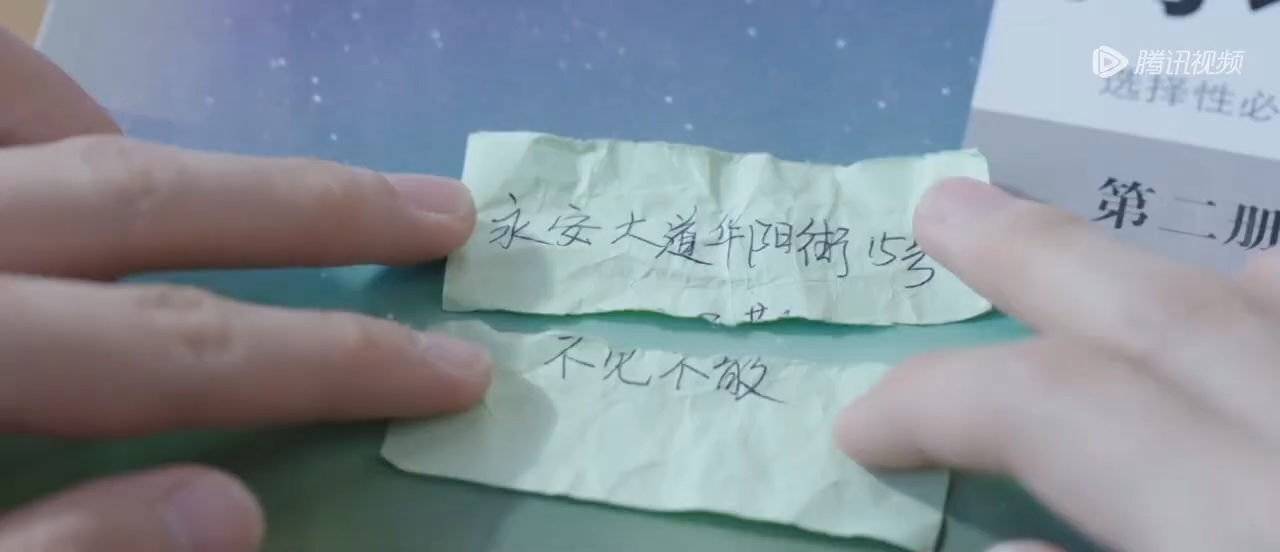 腾讯视频
选择性必
第二册
永安大道华阳街15号
不见不散